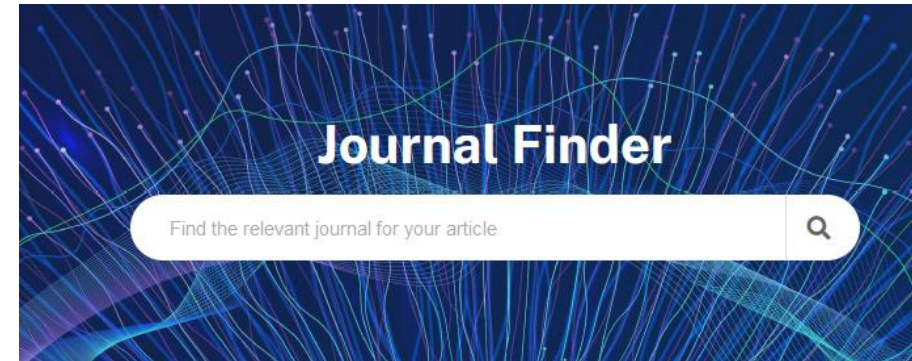 Journal Finder
Find the relevant journal for your article